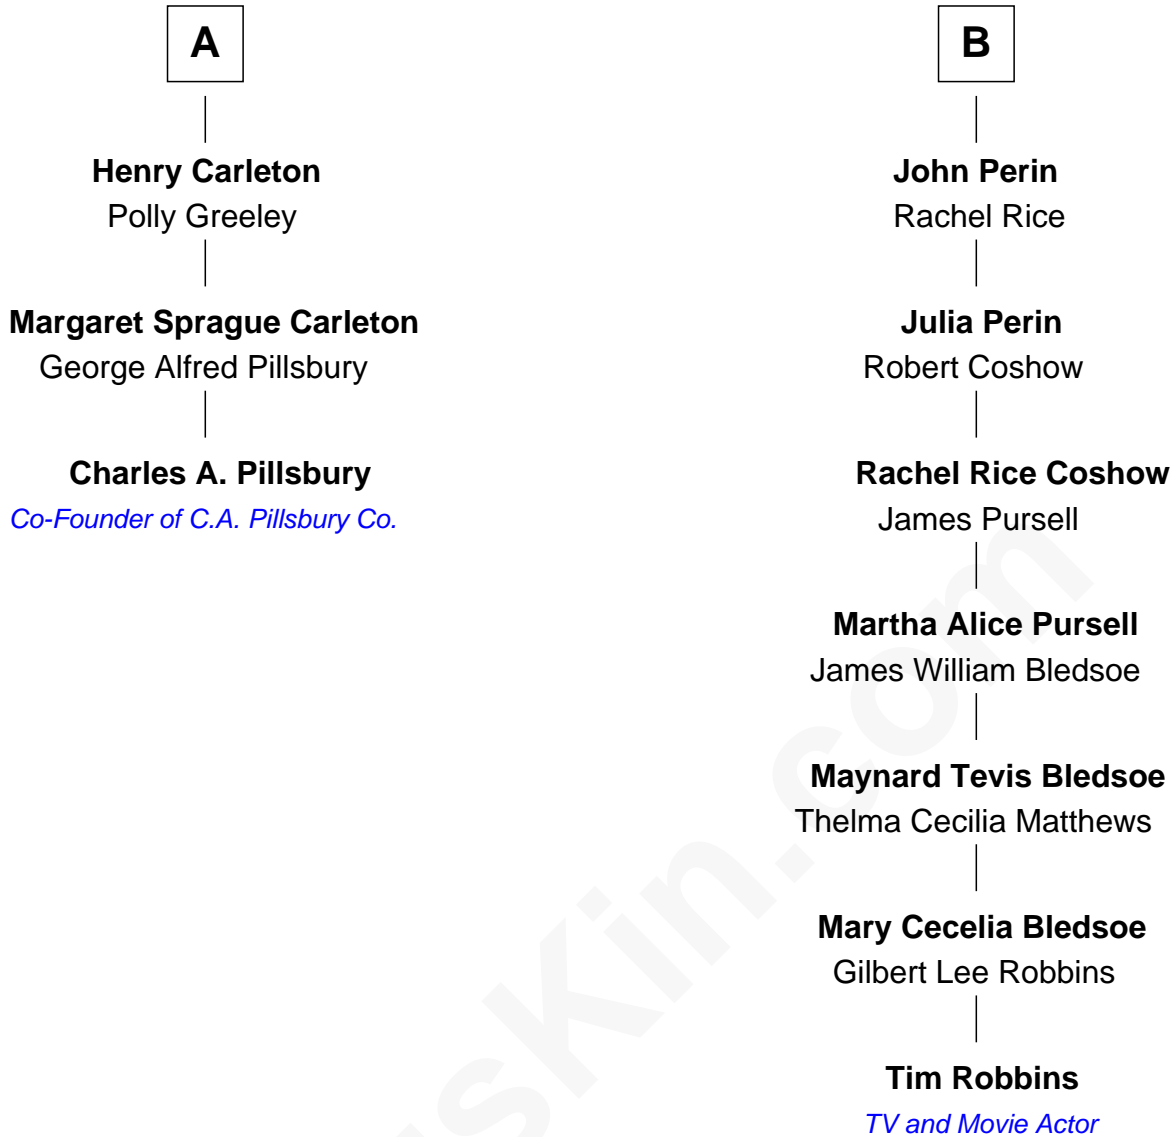 A
Henry Carleton
Polly Greeley
Margaret Sprague Carleton
George Alfred Pillsbury
Charles A. Pillsbury
Co-Founder of C.A. Pillsbury Co.
B
John Perin
Rachel Rice
Julia Perin
Robert Coshow
Rachel Rice Coshow
James Pursell
Martha Alice Pursell
James William Bledsoe
Maynard Tevis Bledsoe
Thelma Cecilia Matthews
Mary Cecelia Bledsoe
Gilbert Lee Robbins
Tim Robbins
TV and Movie Actor
sKin.com